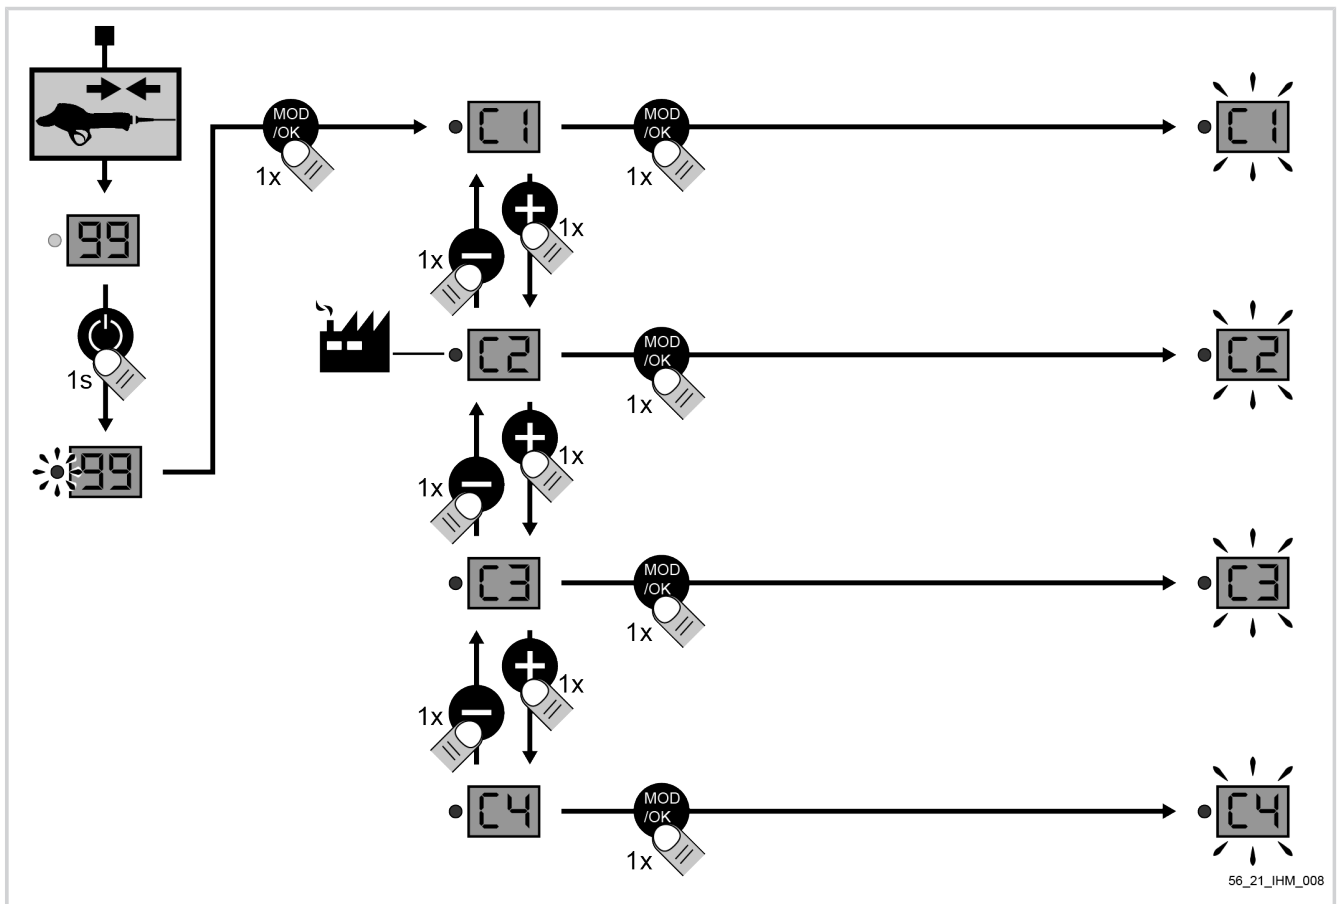 MOD
/OK
1x
C1
MOD
/OK
1x
C1
99
1x
1x
1s
C2
MOD
/OK
1x
C2
99
1x
1x
C3
MOD
/OK
1x
C3
1x
1x
C4
MOD
/OK
1x
C4
56_21_IHM_008